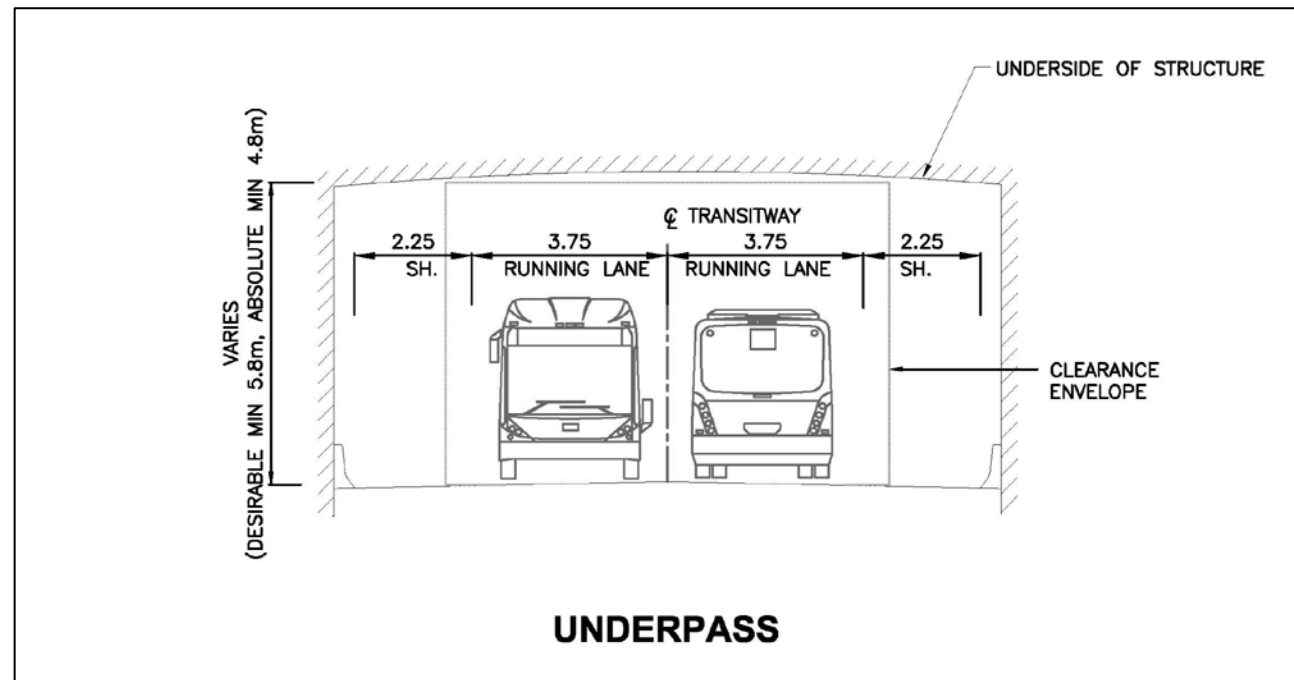 UNDERSIDE OF STRUCTURE
VARIES
(DESIRABLE MIN 5.8m, ABSOLUTE MIN 4.8m)
℄ TRANSITWAY
2.25 3.75 3.75 2.25
SH. RUNNING LANE RUNNING LANE SH.
CLEARANCE
ENVELOPE
UNDERPASS